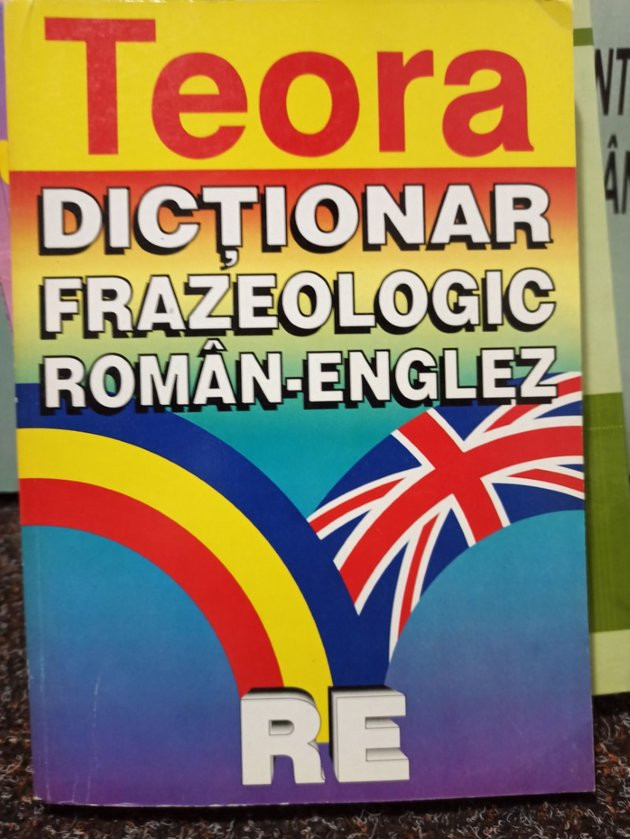 Teora
DICȚIONAR
FRAZEOLOGIC
ROMÂN-ENGLEZ
RE